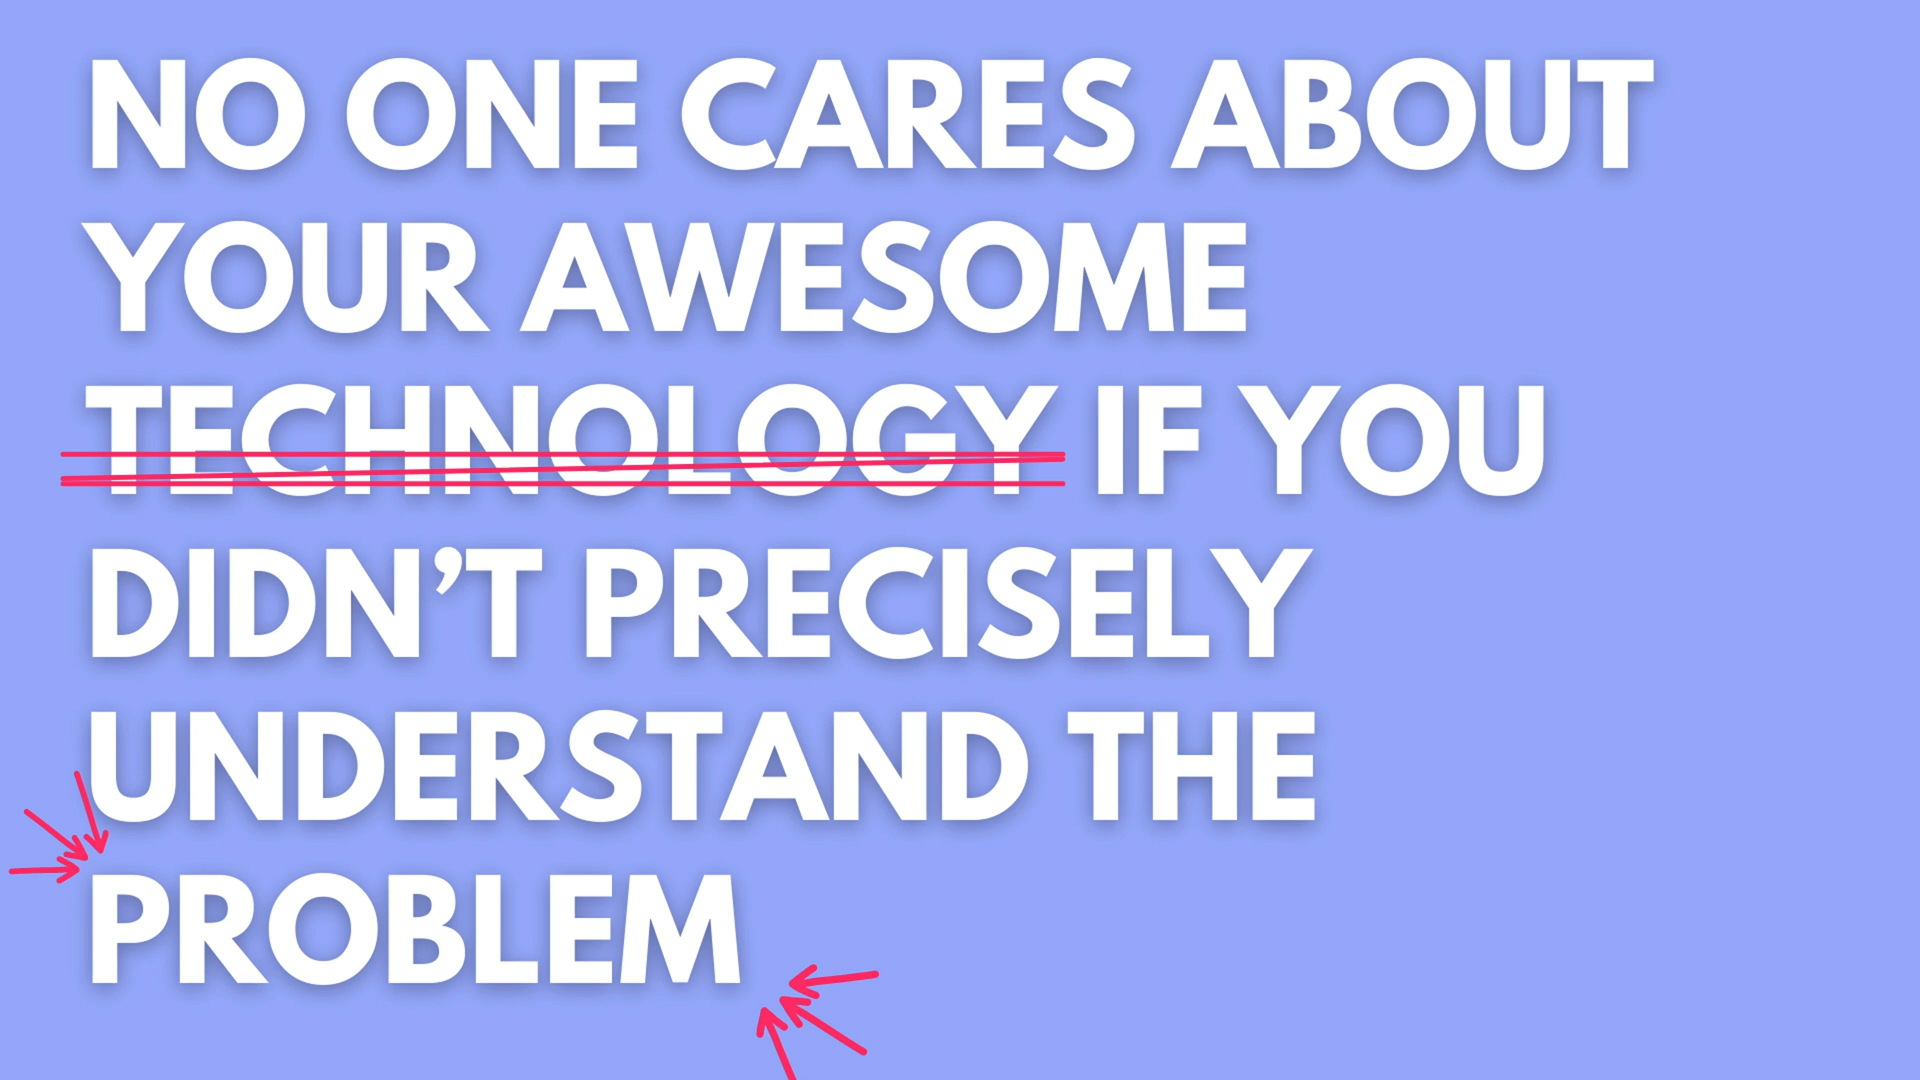 NO ONE CARES ABOUT
YOUR AWESOME
TECHNOLOGY IF YOU
DIDN’T PRECISELY
UNDERSTAND THE
PROBLEM